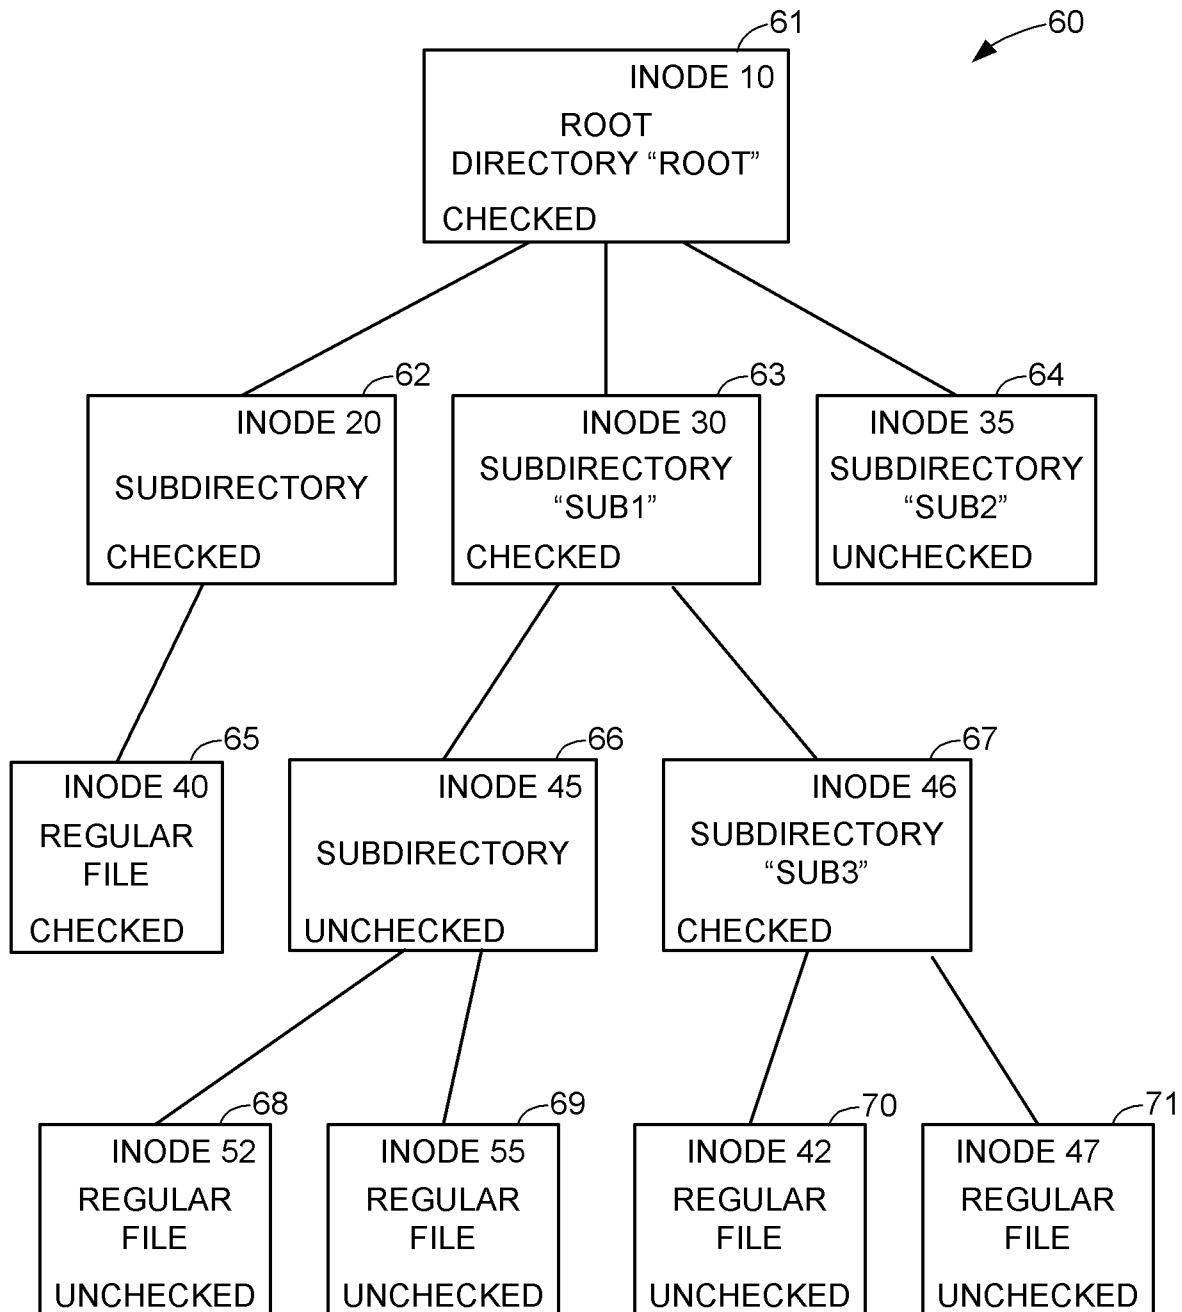 61
60
INODE 10
ROOT
DIRECTORY “ROOT”
CHECKED
62
INODE 20
SUBDIRECTORY
CHECKED
63
INODE 30
SUBDIRECTORY
“SUB1”
CHECKED
64
INODE 35
SUBDIRECTORY
“SUB2”
UNCHECKED
65
INODE 40
REGULAR
FILE
CHECKED
66
INODE 45
SUBDIRECTORY
UNCHECKED
67
INODE 46
SUBDIRECTORY
“SUB3”
CHECKED
68
INODE 52
REGULAR
FILE
UNCHECKED
69
INODE 55
REGULAR
FILE
UNCHECKED
70
INODE 42
REGULAR
FILE
UNCHECKED
71
INODE 47
REGULAR
FILE
UNCHECKED